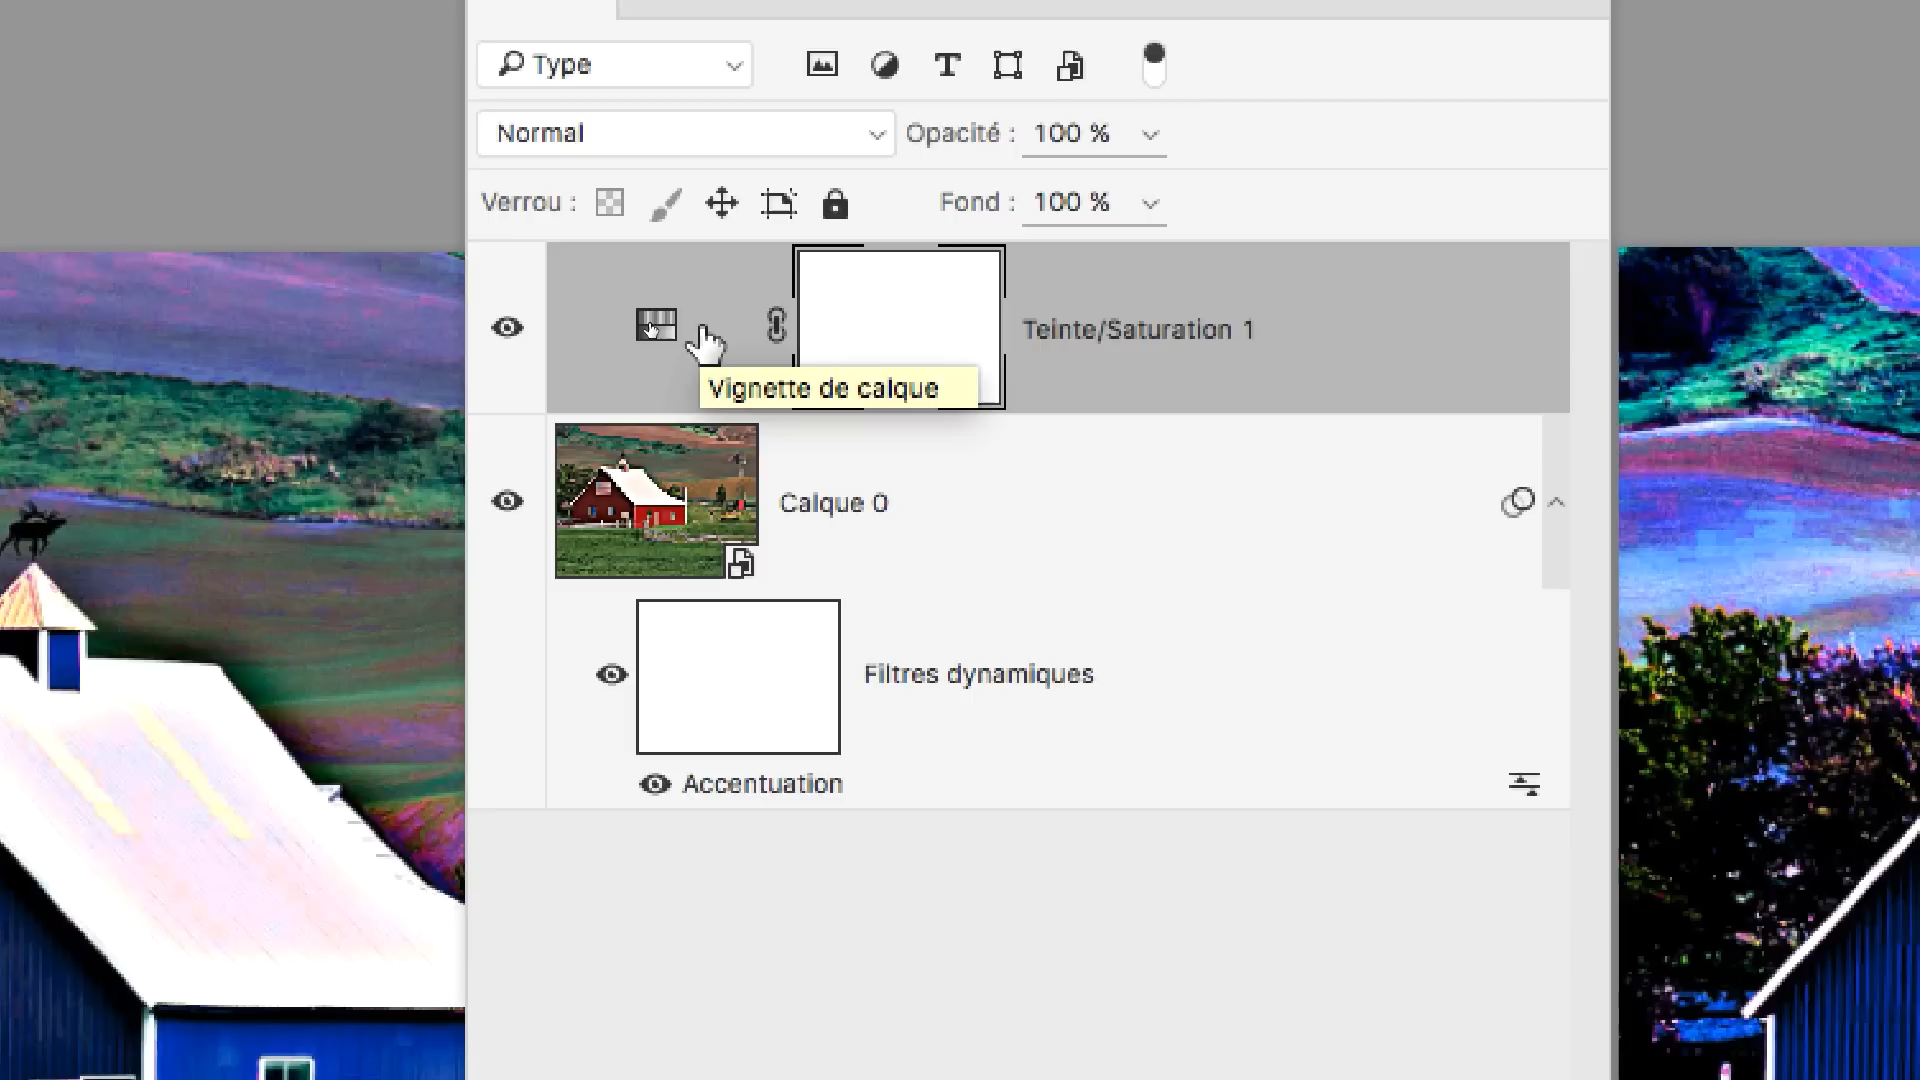 Type
Normal
Opacité : 100 %
Verrou :
Fond : 100 %
Teinte/Saturation 1
Vignette de calque
Calque 0
Filtres dynamiques
Accentuation